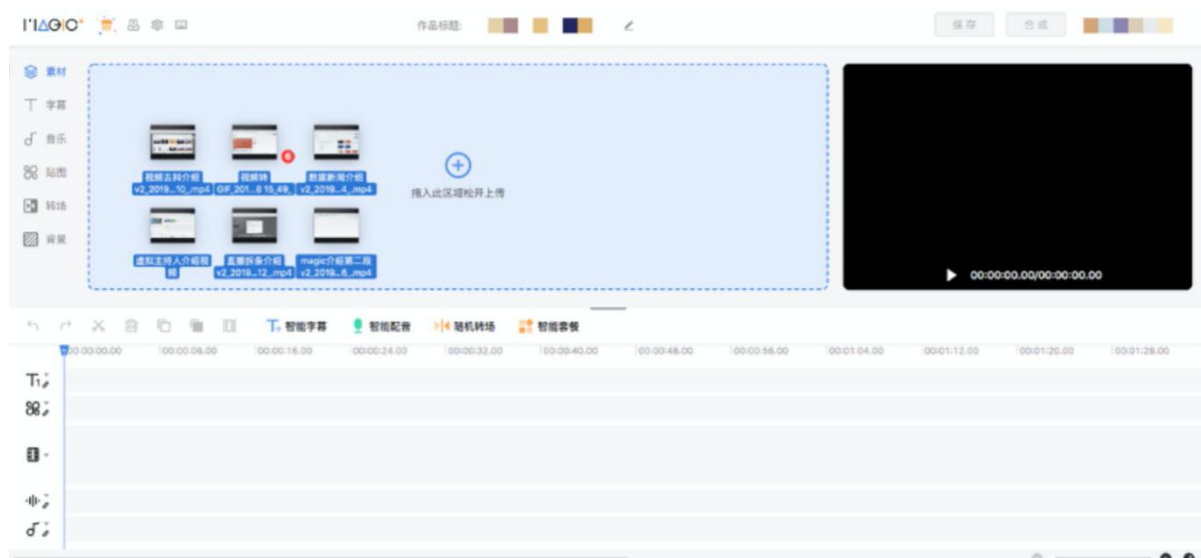 MAGIC+
作品标题:
保存
合成
素材
字幕
音乐
贴图
转场
背景
视频去抖介绍
v2_2019...10_.mp4
视频转
GIF_201...8 15_49_
数据新闻介绍
v2_2019...4_.mp4
拖入此区域松开上传
虚拟主持人介绍视
频
直播拆条介绍
v2_2019...12_.mp4
magic介绍第二段
v2_2019...6_.mp4
00:00:00.00/00:00:00.00
智能字幕
智能配音
随机转场
智能套餐
00:00:00.00
00:00:08.00
00:00:16.00
00:00:24.00
00:00:32.00
00:00:40.00
00:00:48.00
00:00:56.00
00:01:04.00
00:01:12.00
00:01:20.00
00:01:28.00